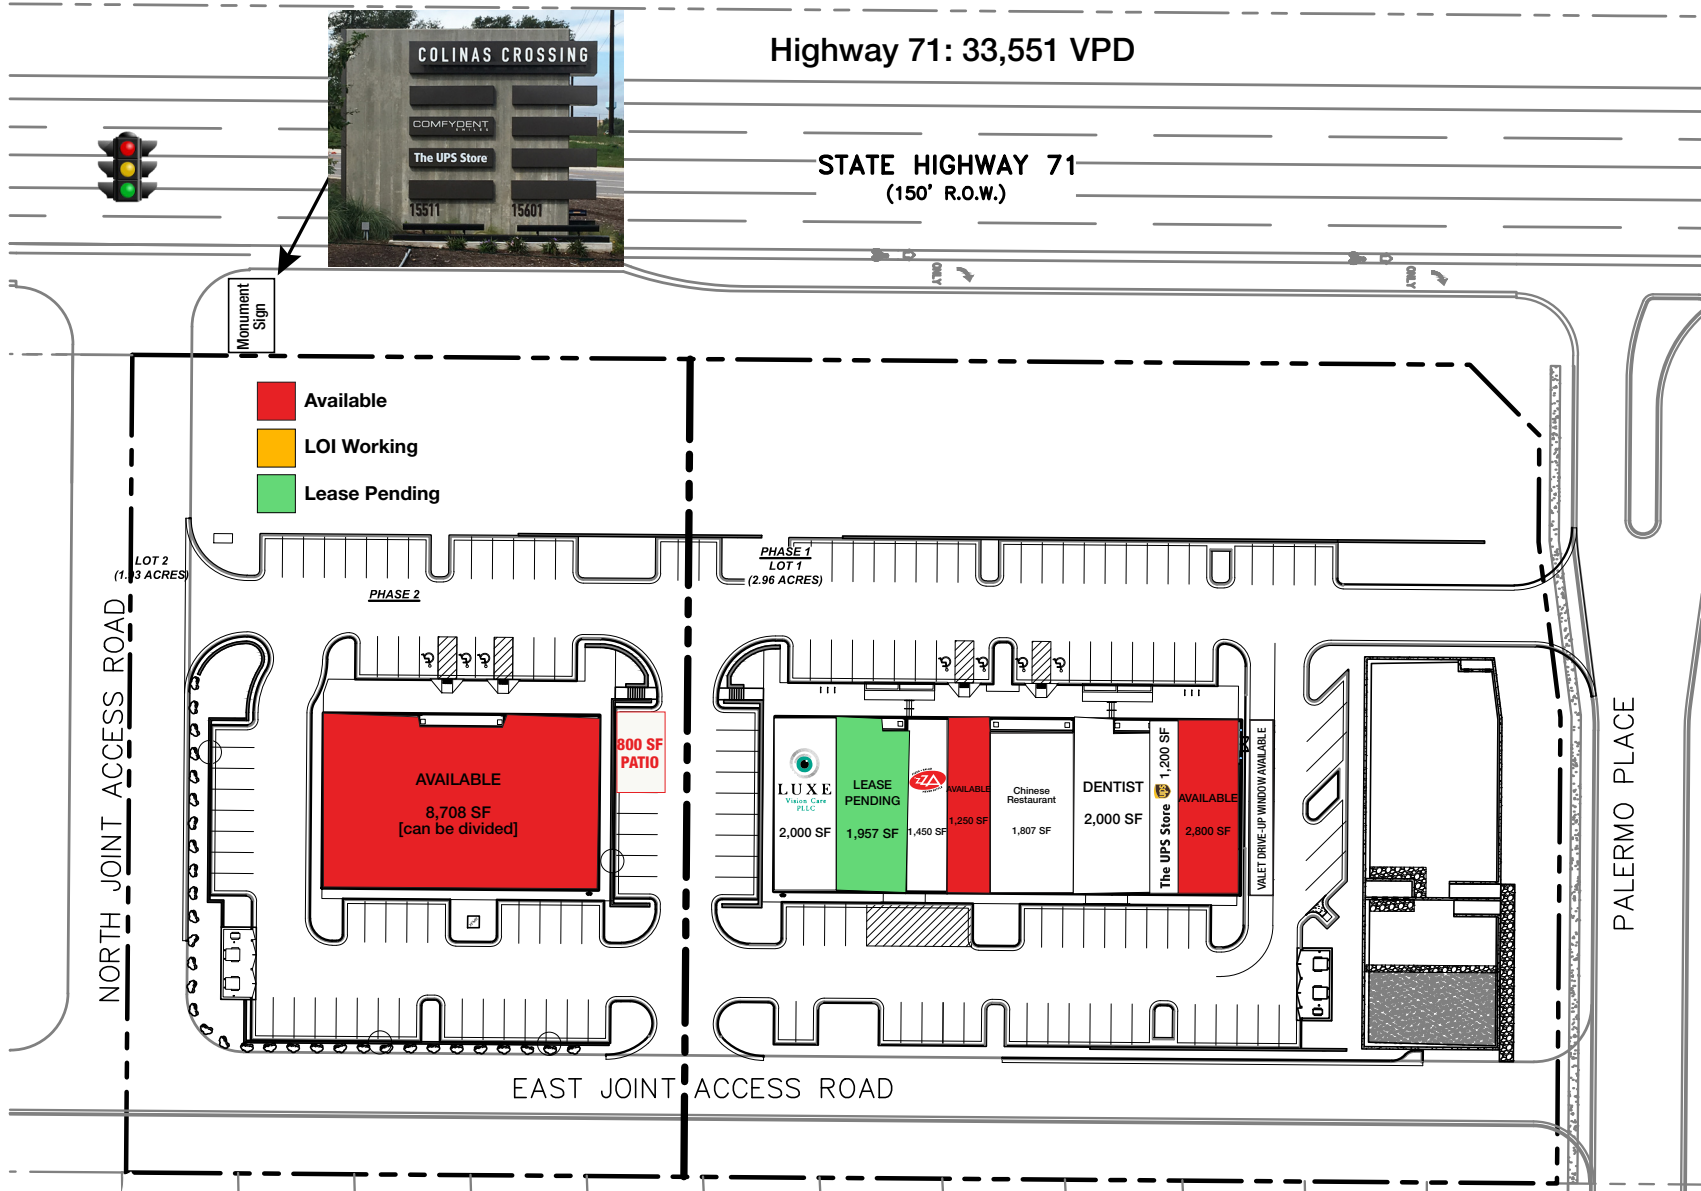 Highway 71: 33,551 VPD
COLINAS CROSSING
COMFYDENT
SMILES
The UPS Store
15511
15601
STATE HIGHWAY 71
(150' R.O.W.)
ONLY
ONLY
Monument
Sign
Available
LOI Working
Lease Pending
LOT 2
PHASE 2
PHASE 1
LOT 1
(2.96 ACRES)
NORTH JOINT ACCESS ROAD
AVAILABLE
8,708 SF
[can be divided]
800 SF
PATIO
LUXE
Vision Care
PLLC
2,000 SF
LEASE
PENDING
1,957 SF
1,450 SF
AVAILABLE
1,250 SF
Chinese
Restaurant
1,807 SF
DENTIST
2,000 SF
The UPS Store ups 1,200 SF
AVAILABLE
2,800 SF
VALET DRIVE-UP WINDOW AVAILABLE
PALERMO PLACE
EAST JOINT ACCESS ROAD